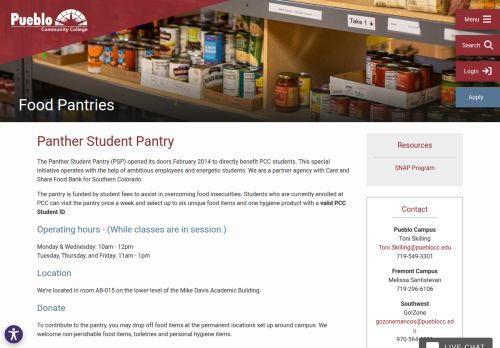 Pueblo
Community College
Take 1
Menu
Search
Login
Apply
Food Pantries
Panther Student Pantry
The Panther Student Pantry (PSP) opened its doors February 2014 to directly benefit PCC students. This special
initiative operates with the help of ambitious employees and energetic students. We are a partner agency with Care and
Share Food Bank for Southern Colorado.
The pantry is funded by student fees to assist in overcoming food insecurities. Students who are currently enrolled at
PCC can visit the pantry once a week and select up to six unique food items and one hygiene product with a valid PCC
Student ID.
Operating hours - (While classes are in session.)
Monday & Wednesday: 10am - 12pm
Tuesday, Thursday, and Friday: 11am - 1pm
Location
We're located in room AB-015 on the lower level of the Mike Davis Academic Building.
Donate
To contribute to the pantry, you may drop off food items at the permanent locations set up around campus. We
welcome non-perishable food items, toiletries and personal hygiene items.
Resources
SNAP Program
Contact
Pueblo Campus
Toni Skilling
Toni.Skilling@pueblocc.edu
719-549-3301
Fremont Campus
Melissa Santistevan
719-296-6106
Southwest
Go!Zone
gozonemancos@pueblocc.ed
u
LIVE CHAT